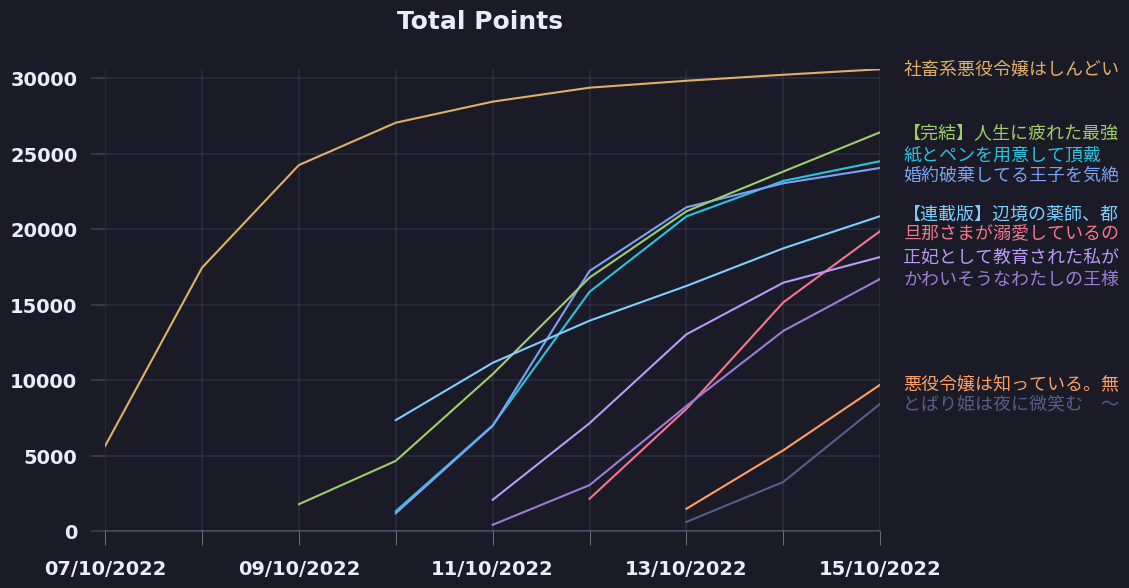 Total Points
30000
25000
20000
15000
10000
5000
0
07/10/2022
09/10/2022
11/10/2022
13/10/2022
15/10/2022
社畜系悪役令嬢はしんどい
【完結】人生に疲れた最強
紙とペンを用意して頂戴
婚約破棄してる王子を気絶
【連載版】辺境の薬師、都
旦那さまが溺愛しているの
正妃として教育された私が
かわいそうなわたしの王様
悪役令嬢は知っている。無
とばり姫は夜に微笑む　～